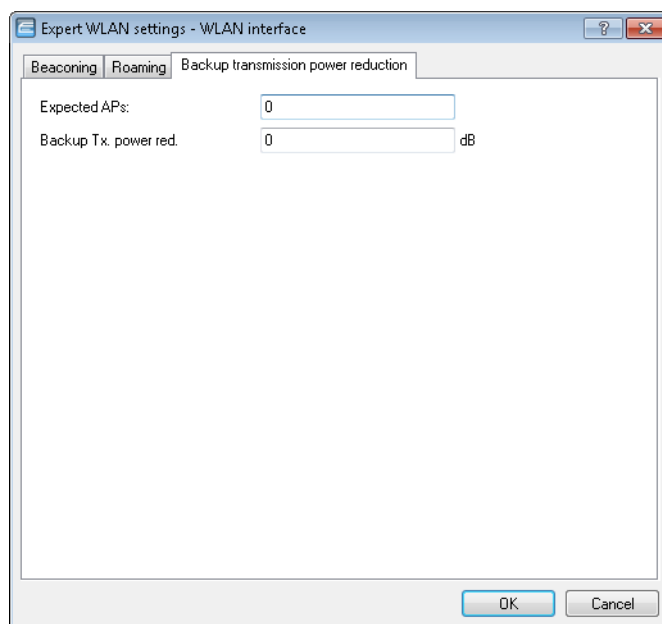 Expert WLAN settings - WLAN interface
?
Beaconing Roaming Backup transmission power reduction
Expected APs: 0
Backup Tx. power red. 0 dB
OK Cancel